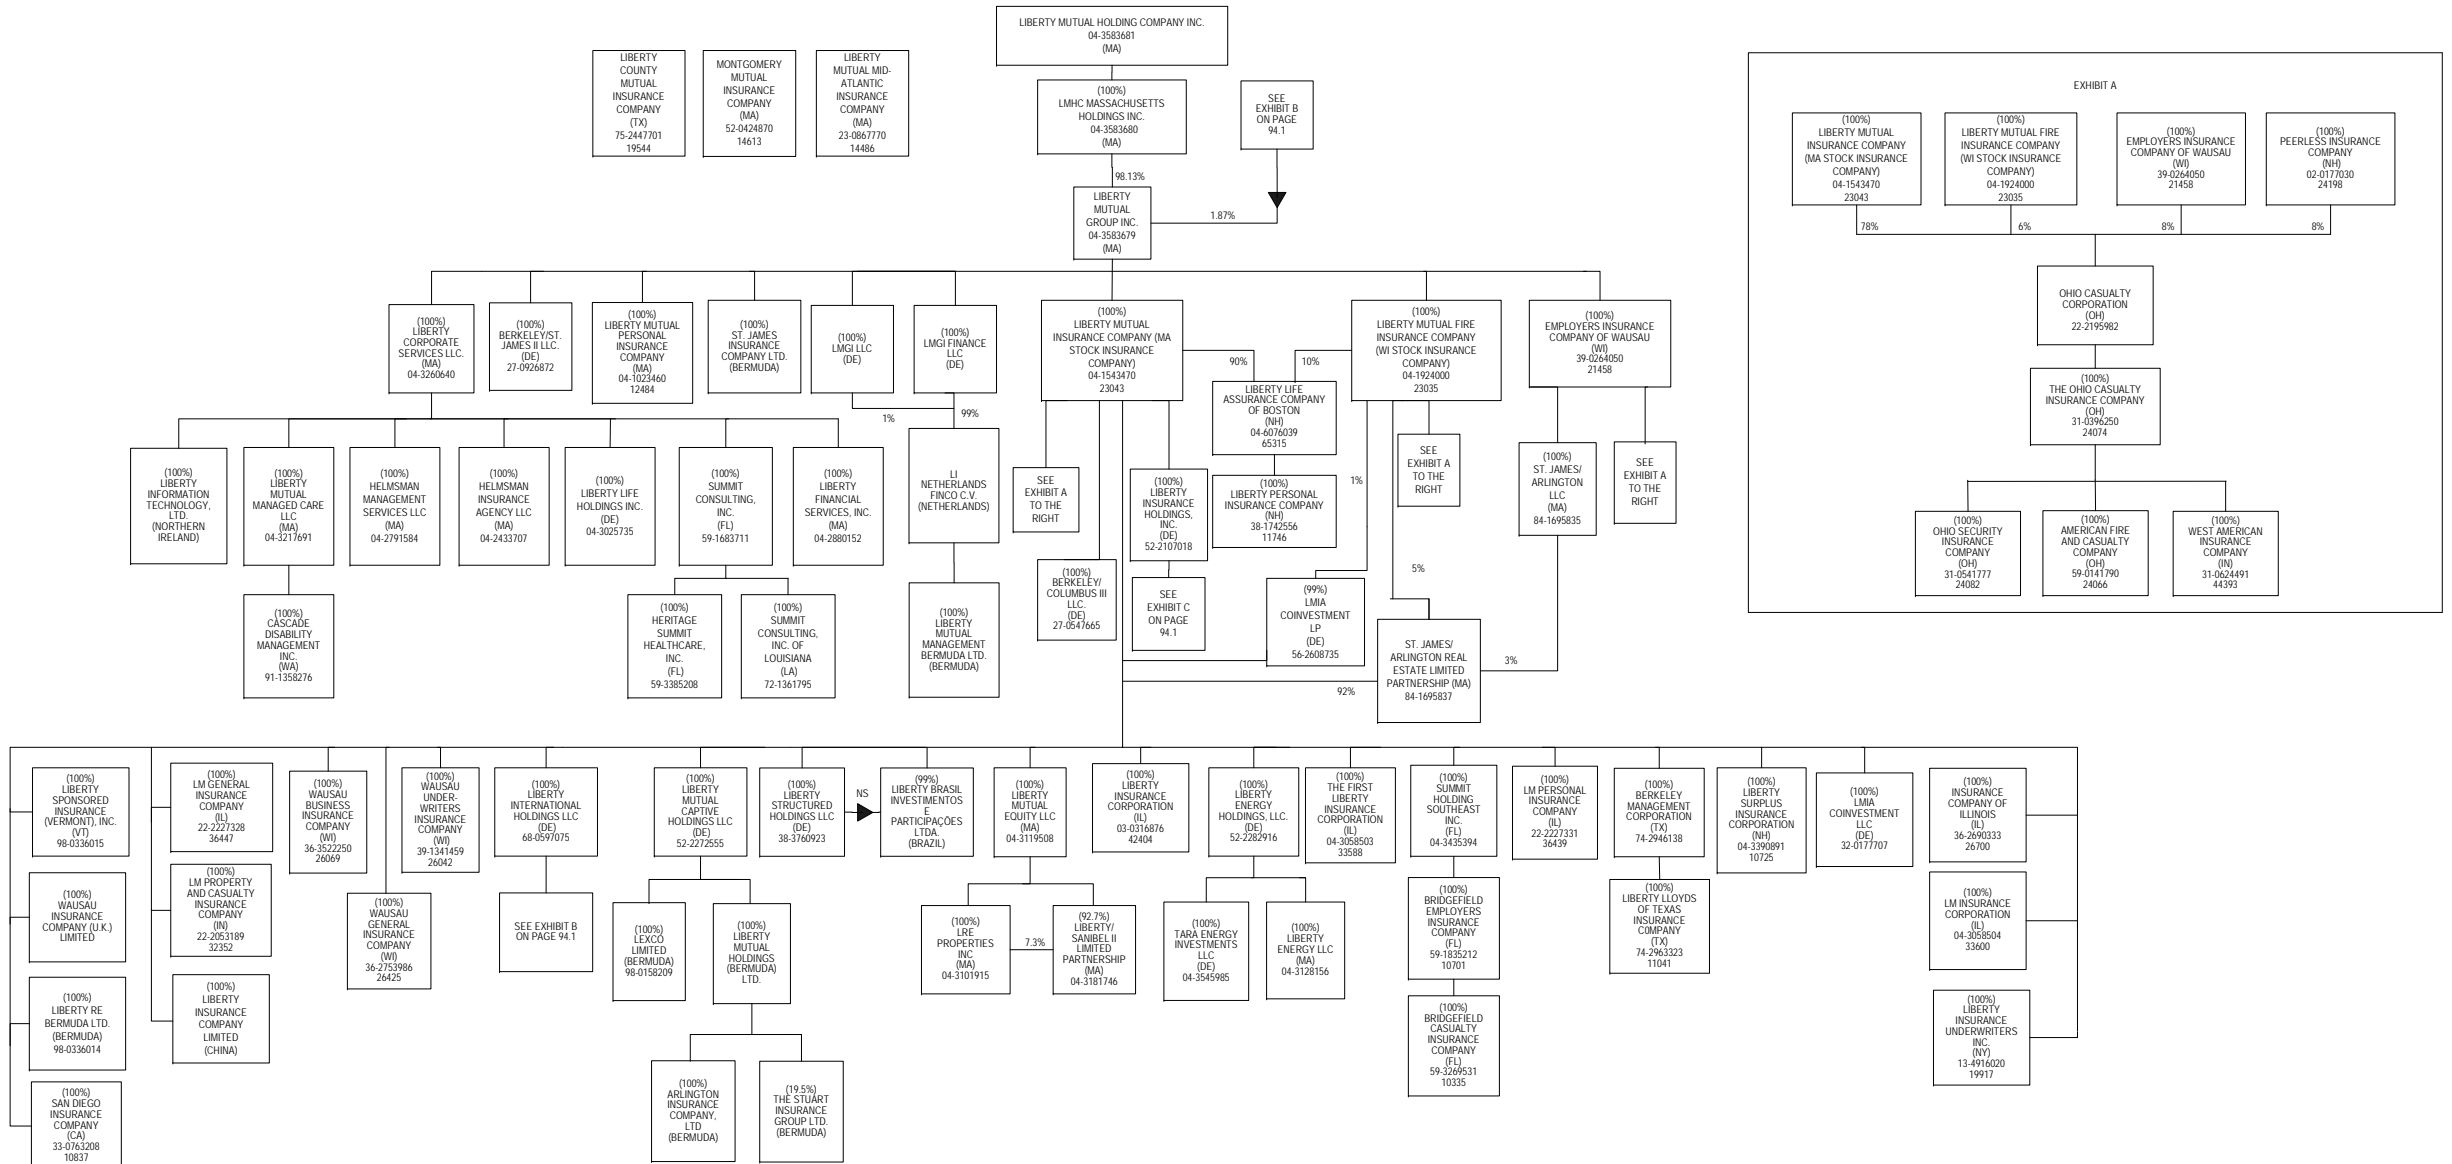 LIBERTY MUTUAL HOLDING COMPANY INC.
04-3583681
(MA)
LIBERTY
COUNTY
MUTUAL
INSURANCE
COMPANY
(TX)
75-2447701
19544
MONTGOMERY
MUTUAL
INSURANCE
COMPANY
(MA)
52-0424870
14613
LIBERTY
MUTUAL MID-
ATLANTIC
INSURANCE
COMPANY
(MA)
23-0867770
14486
(100%)
LMHC MASSACHUSETTS
HOLDINGS INC.
04-3583680
(MA)
SEE
EXHIBIT B
ON PAGE
94.1
98.13%
LIBERTY
MUTUAL
GROUP INC.
04-3583679
(MA)
1.87%
EXHIBIT A
(100%)
LIBERTY MUTUAL
INSURANCE COMPANY
(MA STOCK INSURANCE
COMPANY)
04-1543470
23043
(100%)
LIBERTY MUTUAL FIRE
INSURANCE COMPANY
(WI STOCK INSURANCE
COMPANY)
04-1924000
23035
(100%)
EMPLOYERS INSURANCE
COMPANY OF WAUSAU
(WI)
39-0264050
21458
(100%)
PEERLESS INSURANCE
COMPANY
(NH)
02-0177030
24198
78%
6%
8%
8%
OHIO CASUALTY
CORPORATION
(OH)
22-2195982
(100%)
THE OHIO CASUALTY
INSURANCE COMPANY
(OH)
31-0396250
24074
(100%)
OHIO SECURITY
INSURANCE
COMPANY
(OH)
31-0541777
24082
(100%)
AMERICAN FIRE
AND CASUALTY
COMPANY
(OH)
59-0141790
24066
(100%)
WEST AMERICAN
INSURANCE
COMPANY
(IN)
31-0624491
44393
(100%)
LIBERTY
CORPORATE
SERVICES LLC.
(MA)
04-3260640
(100%)
BERKELEY/ST.
JAMES II LLC.
(DE)
27-0926872
(100%)
LIBERTY MUTUAL
PERSONAL
INSURANCE
COMPANY
(MA)
04-1023460
12484
(100%)
ST. JAMES
INSURANCE
COMPANY LTD.
(BERMUDA)
(100%)
LMGI LLC
(DE)
(100%)
LMGI FINANCE
LLC
(DE)
(100%)
LIBERTY MUTUAL
INSURANCE COMPANY (MA
STOCK INSURANCE
COMPANY)
04-1543470
23043
(100%)
LIBERTY MUTUAL FIRE
INSURANCE COMPANY
(WI STOCK INSURANCE
COMPANY)
04-1924000
23035
(100%)
EMPLOYERS INSURANCE
COMPANY OF WAUSAU
(WI)
39-0264050
21458
90%
10%
LIBERTY LIFE
ASSURANCE COMPANY
OF BOSTON
(NH)
04-6076039
65315
1%
99%
(100%)
LIBERTY
INFORMATION
TECHNOLOGY,
LTD.
(NORTHERN
IRELAND)
(100%)
LIBERTY
MUTUAL
MANAGED CARE
LLC
(MA)
04-3217691
(100%)
HELMSMAN
MANAGEMENT
SERVICES LLC
(MA)
04-2791584
(100%)
HELMSMAN
INSURANCE
AGENCY LLC
(MA)
04-2433707
(100%)
LIBERTY LIFE
HOLDINGS INC.
(DE)
04-3025735
(100%)
SUMMIT
CONSULTING,
INC.
(FL)
59-1683711
(100%)
LIBERTY
FINANCIAL
SERVICES, INC.
(MA)
04-2880152
LI
NETHERLANDS
FINCO C.V.
(NETHERLANDS)
SEE
EXHIBIT A
TO THE
RIGHT
(100%)
LIBERTY
INSURANCE
HOLDINGS,
INC.
(DE)
52-2107018
(100%)
LIBERTY PERSONAL
INSURANCE COMPANY
(NH)
38-1742556
11746
1%
SEE
EXHIBIT A
TO THE
RIGHT
(100%)
ST. JAMES/
ARLINGTON
LLC
(MA)
84-1695835
SEE
EXHIBIT A
TO THE
RIGHT
(100%)
CASCADE
DISABILITY
MANAGEMENT
INC.
(WA)
91-1358276
(100%)
HERITAGE
SUMMIT
HEALTHCARE,
INC.
(FL)
59-3385208
(100%)
SUMMIT
CONSULTING,
INC. OF
LOUISIANA
(LA)
72-1361795
(100%)
LIBERTY
MUTUAL
MANAGEMENT
BERMUDA LTD.
(BERMUDA)
(100%)
BERKELEY/
COLUMBUS III
LLC.
(DE)
27-0547665
SEE
EXHIBIT C
ON PAGE
94.1
(99%)
LMIA
COINVESTMENT
LP
(DE)
56-2608735
5%
ST. JAMES/
ARLINGTON REAL
ESTATE LIMITED
PARTNERSHIP (MA)
84-1695837
3%
92%
(100%)
LIBERTY
SPONSORED
INSURANCE
(VERMONT), INC.
(VT)
98-0336015
(100%)
LM GENERAL
INSURANCE
COMPANY
(IL)
22-2227328
36447
(100%)
WAUSAU
BUSINESS
INSURANCE
COMPANY
(WI)
36-3522250
26069
(100%)
WAUSAU
UNDER-
WRITERS
INSURANCE
COMPANY
(WI)
39-1341459
26042
(100%)
LIBERTY
INTERNATIONAL
HOLDINGS LLC
(DE)
68-0597075
(100%)
LIBERTY
MUTUAL
CAPTIVE
HOLDINGS LLC
(DE)
52-2272555
(100%)
LIBERTY
STRUCTURED
HOLDINGS LLC
(DE)
38-3760923
NS
(99%)
LIBERTY BRASIL
INVESTIMENTOS
E
PARTICIPAÇÕES
LTDA.
(BRAZIL)
(100%)
LIBERTY
MUTUAL
EQUITY LLC
(MA)
04-3119508
(100%)
LIBERTY
INSURANCE
CORPORATION
(IL)
03-0316876
42404
(100%)
LIBERTY
ENERGY
HOLDINGS, LLC.
(DE)
52-2282916
(100%)
THE FIRST
LIBERTY
INSURANCE
CORPORATION
(IL)
04-3058503
33588
(100%)
SUMMIT
HOLDING
SOUTHEAST
INC.
(FL)
04-3435394
(100%)
LM PERSONAL
INSURANCE
COMPANY
(IL)
22-2227331
36439
(100%)
BERKELEY
MANAGEMENT
CORPORATION
(TX)
74-2946138
(100%)
LIBERTY
SURPLUS
INSURANCE
CORPORATION
(NH)
04-3390891
10725
(100%)
LMIA
COINVESTMENT
LLC
(DE)
32-0177707
(100%)
INSURANCE
COMPANY OF
ILLINOIS
(IL)
36-2690333
26700
(100%)
WAUSAU
INSURANCE
COMPANY (U.K.)
LIMITED
(100%)
LM PROPERTY
AND CASUALTY
INSURANCE
COMPANY
(IN)
22-2053189
32352
(100%)
WAUSAU
GENERAL
INSURANCE
COMPANY
(WI)
36-2753986
26425
SEE EXHIBIT B
ON PAGE 94.1
(100%)
LEXCO
LIMITED
(BERMUDA)
98-0158209
(100%)
LIBERTY
MUTUAL
HOLDINGS
(BERMUDA)
LTD.
(100%)
LRE
PROPERTIES
INC
(MA)
04-3101915
7.3%
(92.7%)
LIBERTY/
SANIBEL II
LIMITED
PARTNERSHIP
(MA)
04-3181746
(100%)
TARA ENERGY
INVESTMENTS
LLC
(DE)
04-3545985
(100%)
LIBERTY
ENERGY LLC
(MA)
04-3128156
(100%)
BRIDGEFIELD
EMPLOYERS
INSURANCE
COMPANY
(FL)
59-1835212
10701
(100%)
LIBERTY LLOYDS
OF TEXAS
INSURANCE
COMPANY
(TX)
74-2963323
11041
(100%)
LM INSURANCE
CORPORATION
(IL)
04-3058504
33600
(100%)
LIBERTY RE
BERMUDA LTD.
(BERMUDA)
98-0336014
(100%)
LIBERTY
INSURANCE
COMPANY
LIMITED
(CHINA)
(100%)
BRIDGEFIELD
CASUALTY
INSURANCE
COMPANY
(FL)
59-3269531
10335
(100%)
LIBERTY
INSURANCE
UNDERWRITERS
INC.
(NY)
13-4916020
19917
(100%)
SAN DIEGO
INSURANCE
COMPANY
(CA)
33-0763208
10837
(100%)
ARLINGTON
INSURANCE
COMPANY,
LTD
(BERMUDA)
(19.5%)
THE STUART
INSURANCE
GROUP LTD.
(BERMUDA)